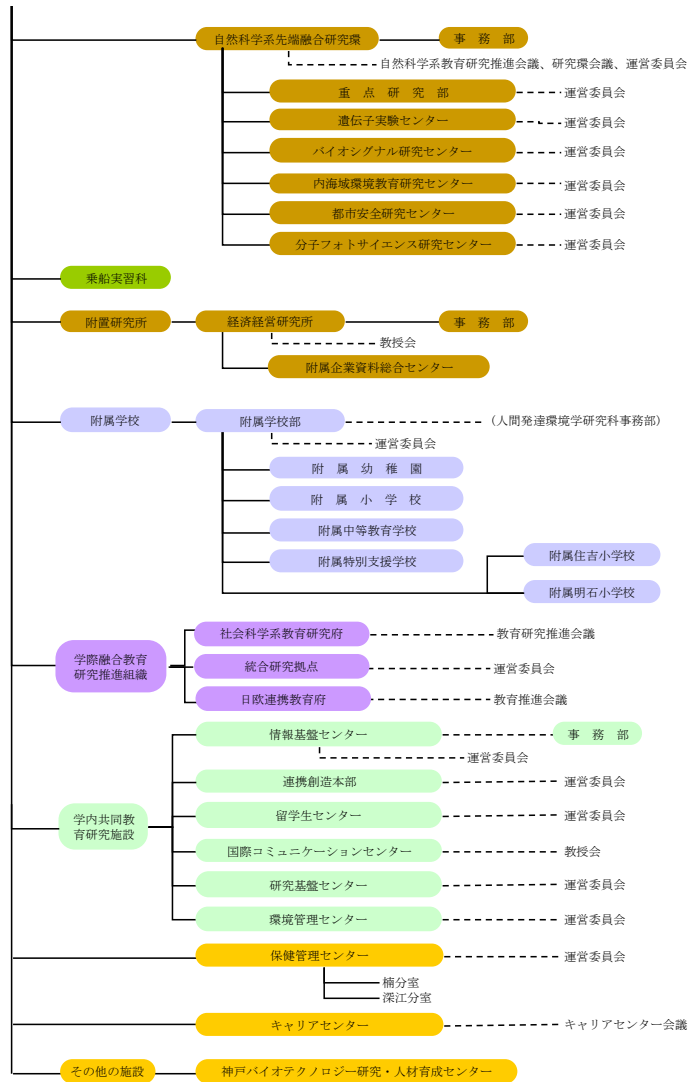 自然科学系先端融合研究環
事 務 部
自然科学系教育研究推進会議、研究環会議、運営委員会
重 点 研 究 部
運営委員会
遺伝子実験センター
運営委員会
バイオシグナル研究センター
運営委員会
内海域環境教育研究センター
運営委員会
都市安全研究センター
運営委員会
分子フォトサイエンス研究センター
運営委員会
乗船実習科
附置研究所
経済経営研究所
事 務 部
教授会
附属企業資料総合センター
附属学校
附属学校部
(人間発達環境学研究科事務部)
運営委員会
附 属 幼 稚 園
附 属 小 学 校
附属中等教育学校
附属特別支援学校
附属住吉小学校
附属明石小学校
社会科学系教育研究府
教育研究推進会議
学際融合教育
研究推進組織
統合研究拠点
運営委員会
日欧連携教育府
教育推進会議
情報基盤センター
事 務 部
運営委員会
連携創造本部
運営委員会
学内共同教
育研究施設
留学生センター
運営委員会
国際コミュニケーションセンター
教授会
研究基盤センター
運営委員会
環境管理センター
運営委員会
保健管理センター
運営委員会
楠分室
深江分室
キャリアセンター
キャリアセンター会議
その他の施設
神戸バイオテクノロジー研究・人材育成センター